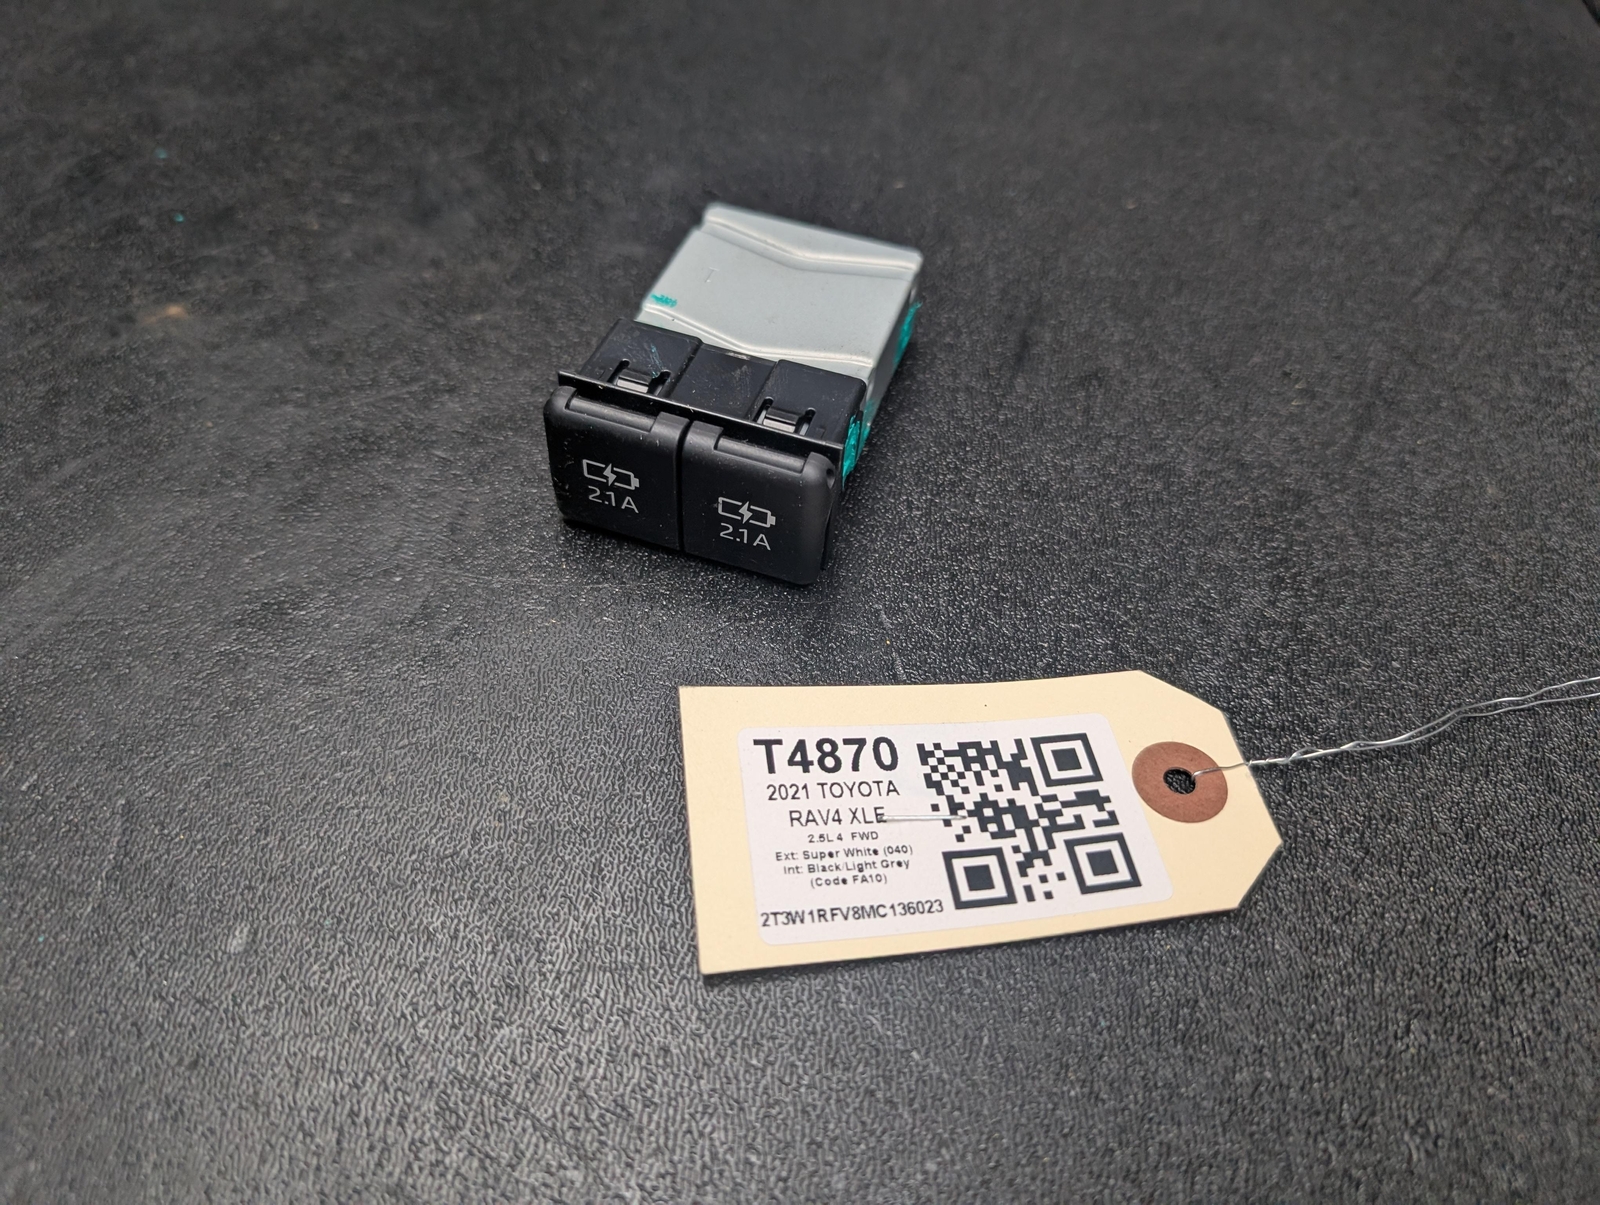 2.1A
2.1A
T4870
2021 TOYOTA
RAV4 XLE
2.5L 4 FWD
Ext: Super White (040)
Int: Black/Light Grey
(Code FA10)
2T3W1RFV8MC136023